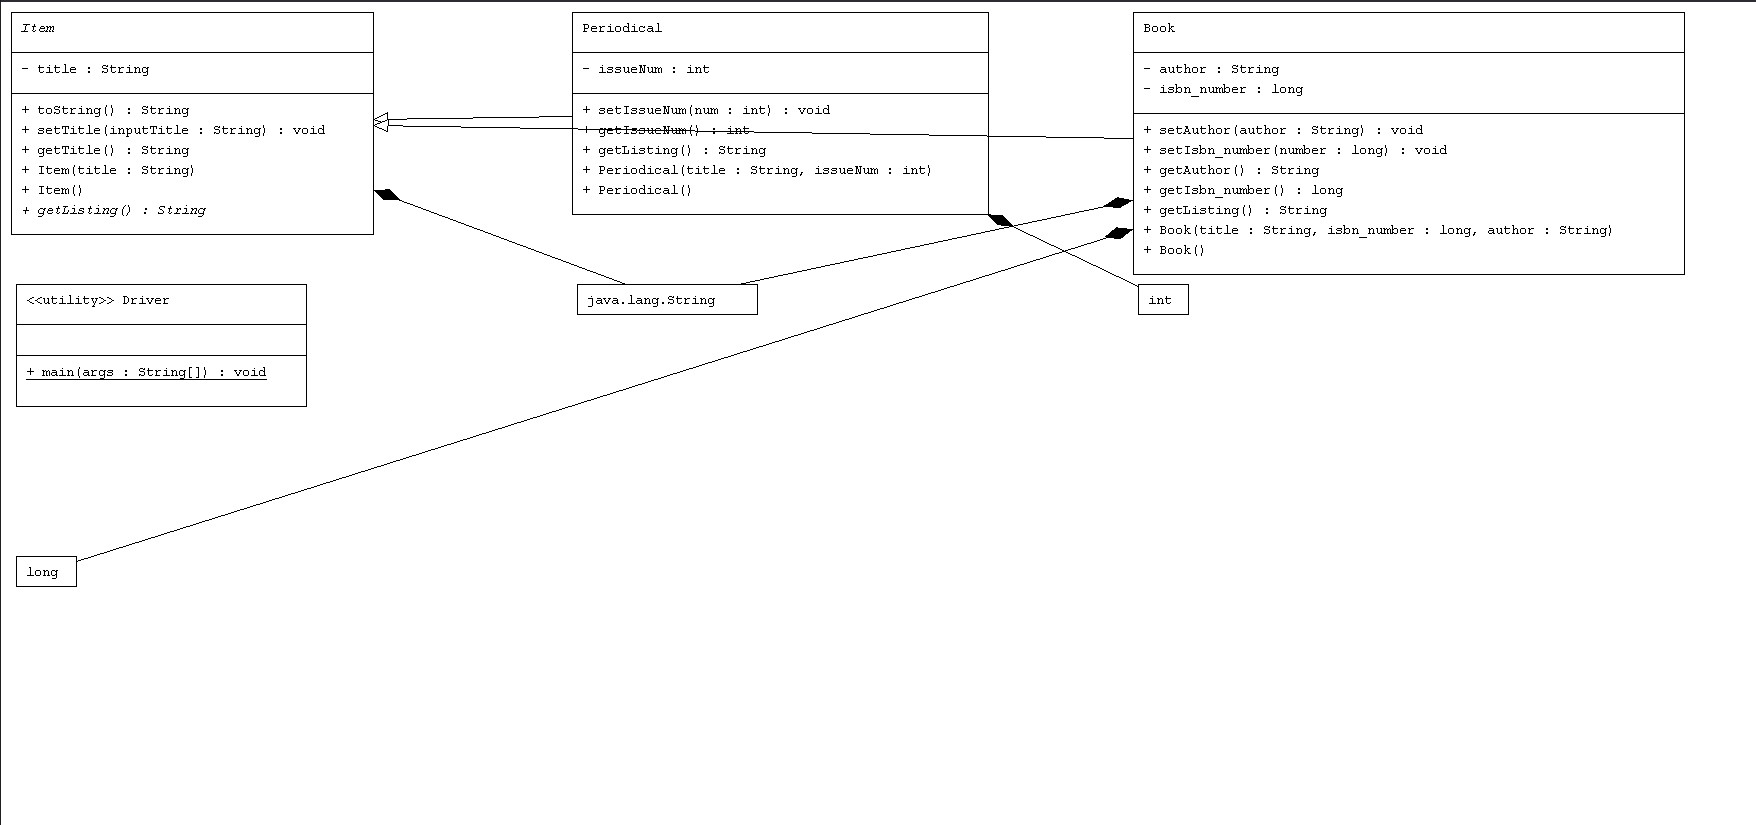 Item
- title : String
+ toString() : String
+ setTitle(inputTitle : String) : void
+ getTitle() : String
+ Item(title : String)
+ Item()
+ getListing() : String
Periodical
- issueNum : int
+ setIssueNum(num : int) : void
+ getIssueNum() : int
+ getListing() : String
+ Periodical(title : String, issueNum : int)
+ Periodical()
Book
- author : String
- isbn_number : long
+ setAuthor(author : String) : void
+ setIsbn_number(number : long) : void
+ getAuthor() : String
+ getIsbn_number() : long
+ getListing() : String
+ Book(title : String, isbn_number : long, author : String)
+ Book()
<<utility>> Driver
+ main(args : String[]) : void
java.lang.String
int
long